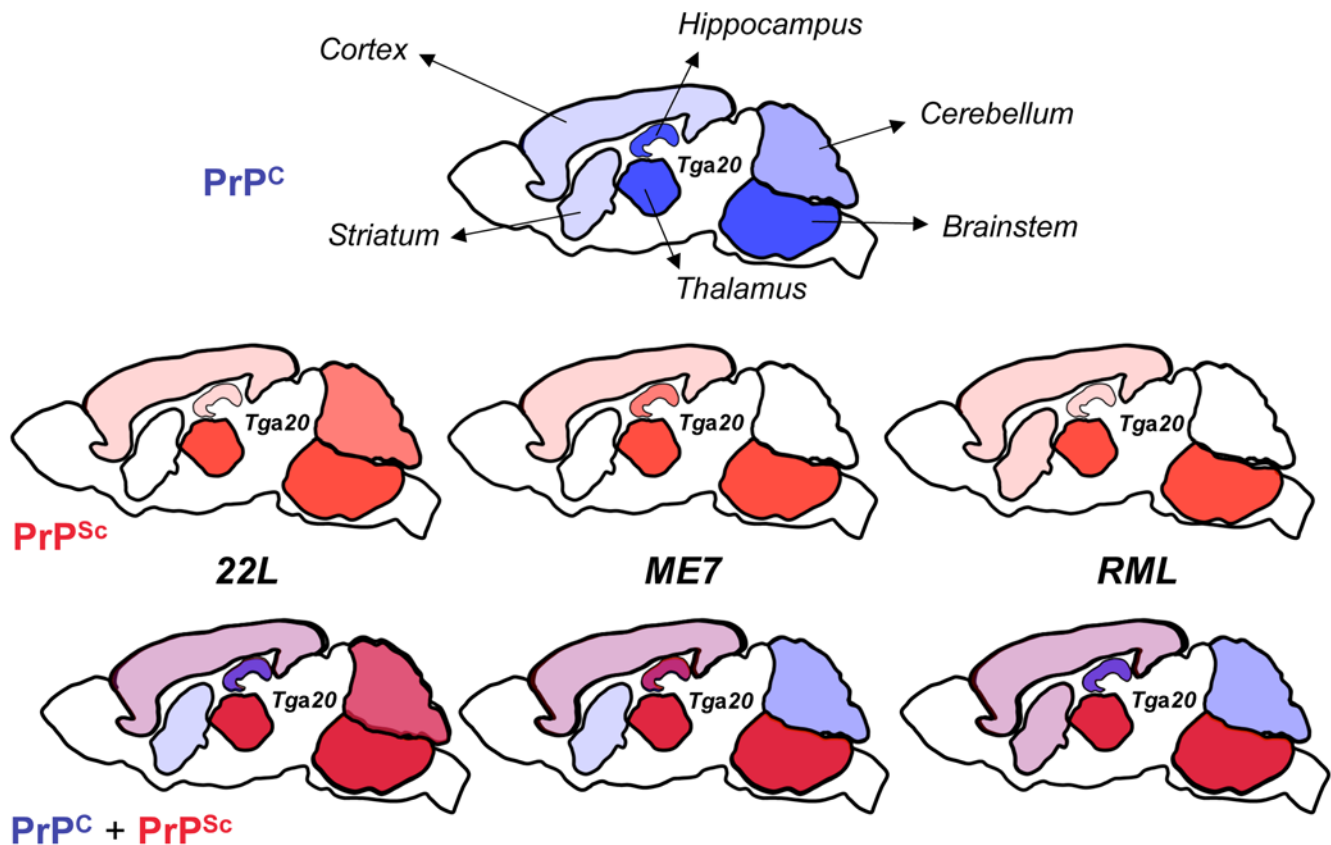 Hippocampus
Cortex
Cerebellum
Tga20
PrPC
Striatum
Brainstem
Thalamus
Tga20
Tga20
Tga20
PrPSc
22L
ME7
RML
Tga20
Tga20
Tga20
PrPC + PrPSc